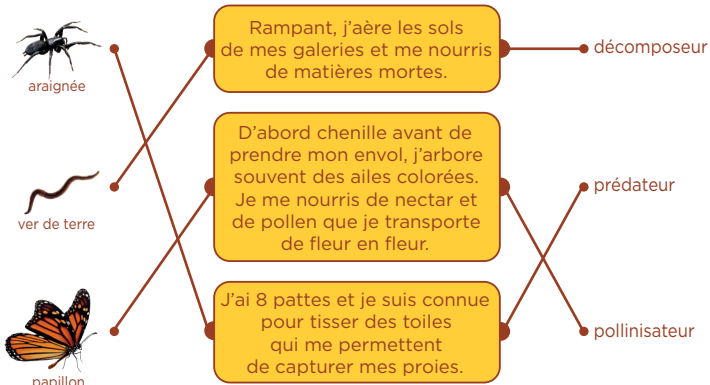 araignée
ver de terre
papillon
Rampant, j'aère les sols
de mes galeries et me nourris
de matières mortes.
D'abord chenille avant de
prendre mon envol, j'arbore
souvent des ailes colorées.
Je me nourris de nectar et
de pollen que je transporte
de fleur en fleur.
J'ai 8 pattes et je suis connue
pour tisser des toiles
qui me permettent
de capturer mes proies.
décomposeur
prédateur
pollinisateur